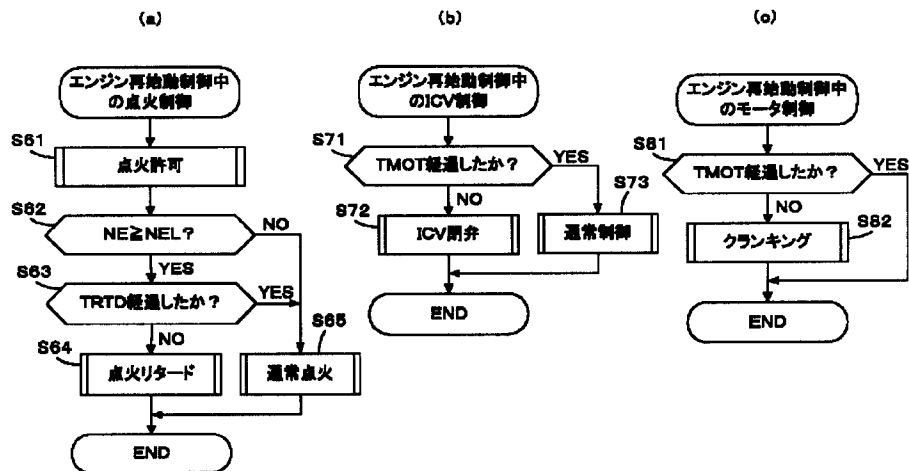 (a)
エンジン再始動制御中
の点火制御
S61
点火許可
S62
NE≧NEL?
NO
YES
S63
TRTD経過したか?
YES
NO
S64
点火リタード
S65
通常点火
END
(b)
エンジン再始動制御中
のICV制御
S71
TMOT経過したか?
YES
NO
S72
ICV閉弁
S73
通常制御
END
(c)
エンジン再始動制御中
のモータ制御
S81
TMOT経過したか?
YES
NO
クランキング
S82
END